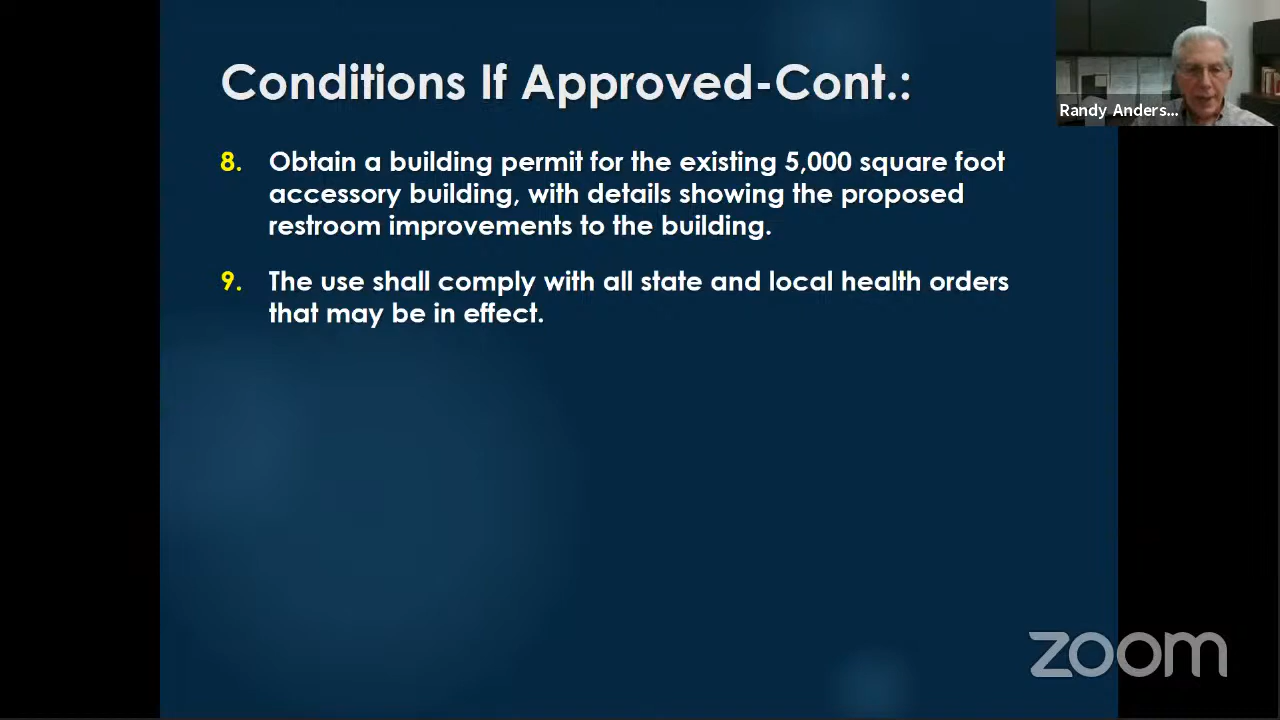 Conditions If Approved-Cont.:
Randy Anders...
8. Obtain a building permit for the existing 5,000 square foot
accessory building, with details showing the proposed
restroom improvements to the building.
9. The use shall comply with all state and local health orders
that may be in effect.
zoom